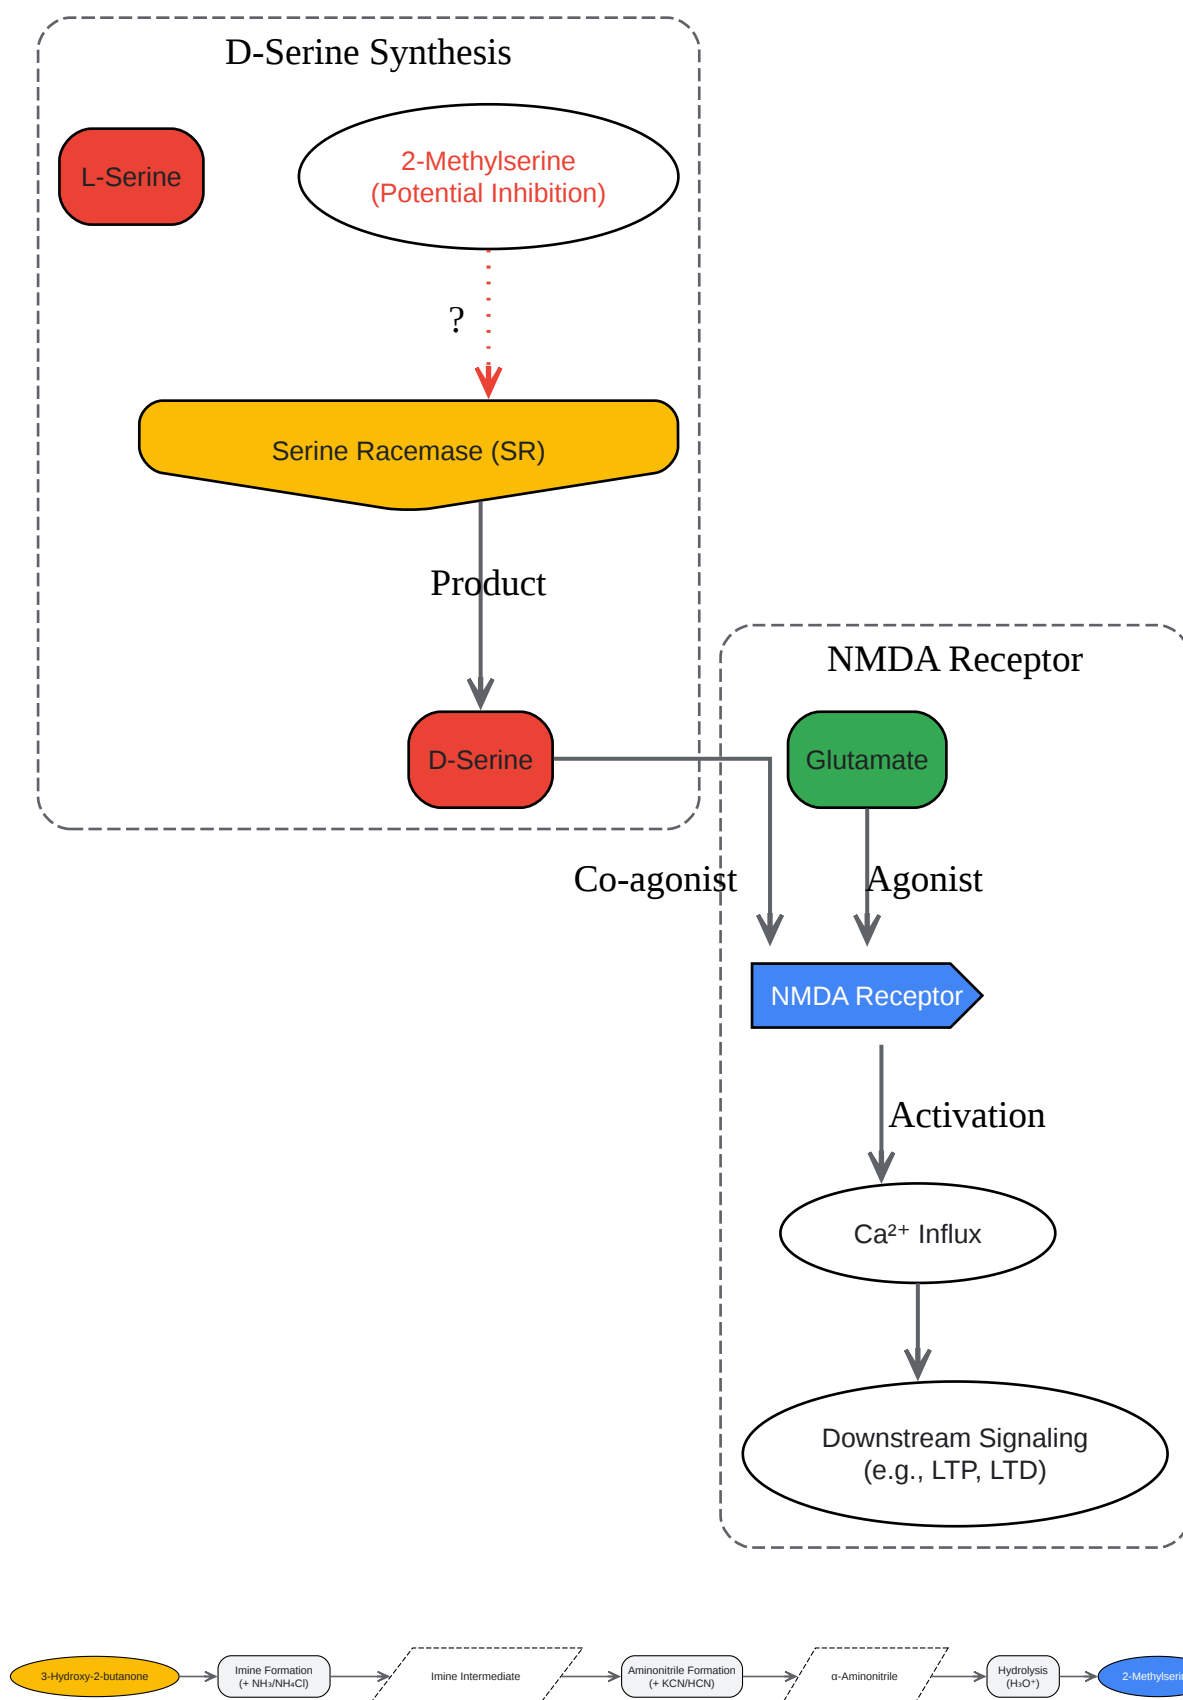 D-Serine Synthesis
L-Serine
2-Methylserine
(Potential Inhibition)
?
Serine Racemase (SR)
Product
D-Serine
NMDA Receptor
Glutamate
Co-agonist
Agonist
NMDA Receptor
Activation
Ca²⁺ Influx
Downstream Signaling
(e.g., LTP, LTD)
3-Hydroxy-2-butanone
Imine Formation
(+ NH₃/NH₄Cl)
Imine Intermediate
Aminonitrile Formation
(+ KCN/HCN)
α-Aminonitrile
Hydrolysis
(H₃O⁺)
2-Methylserin